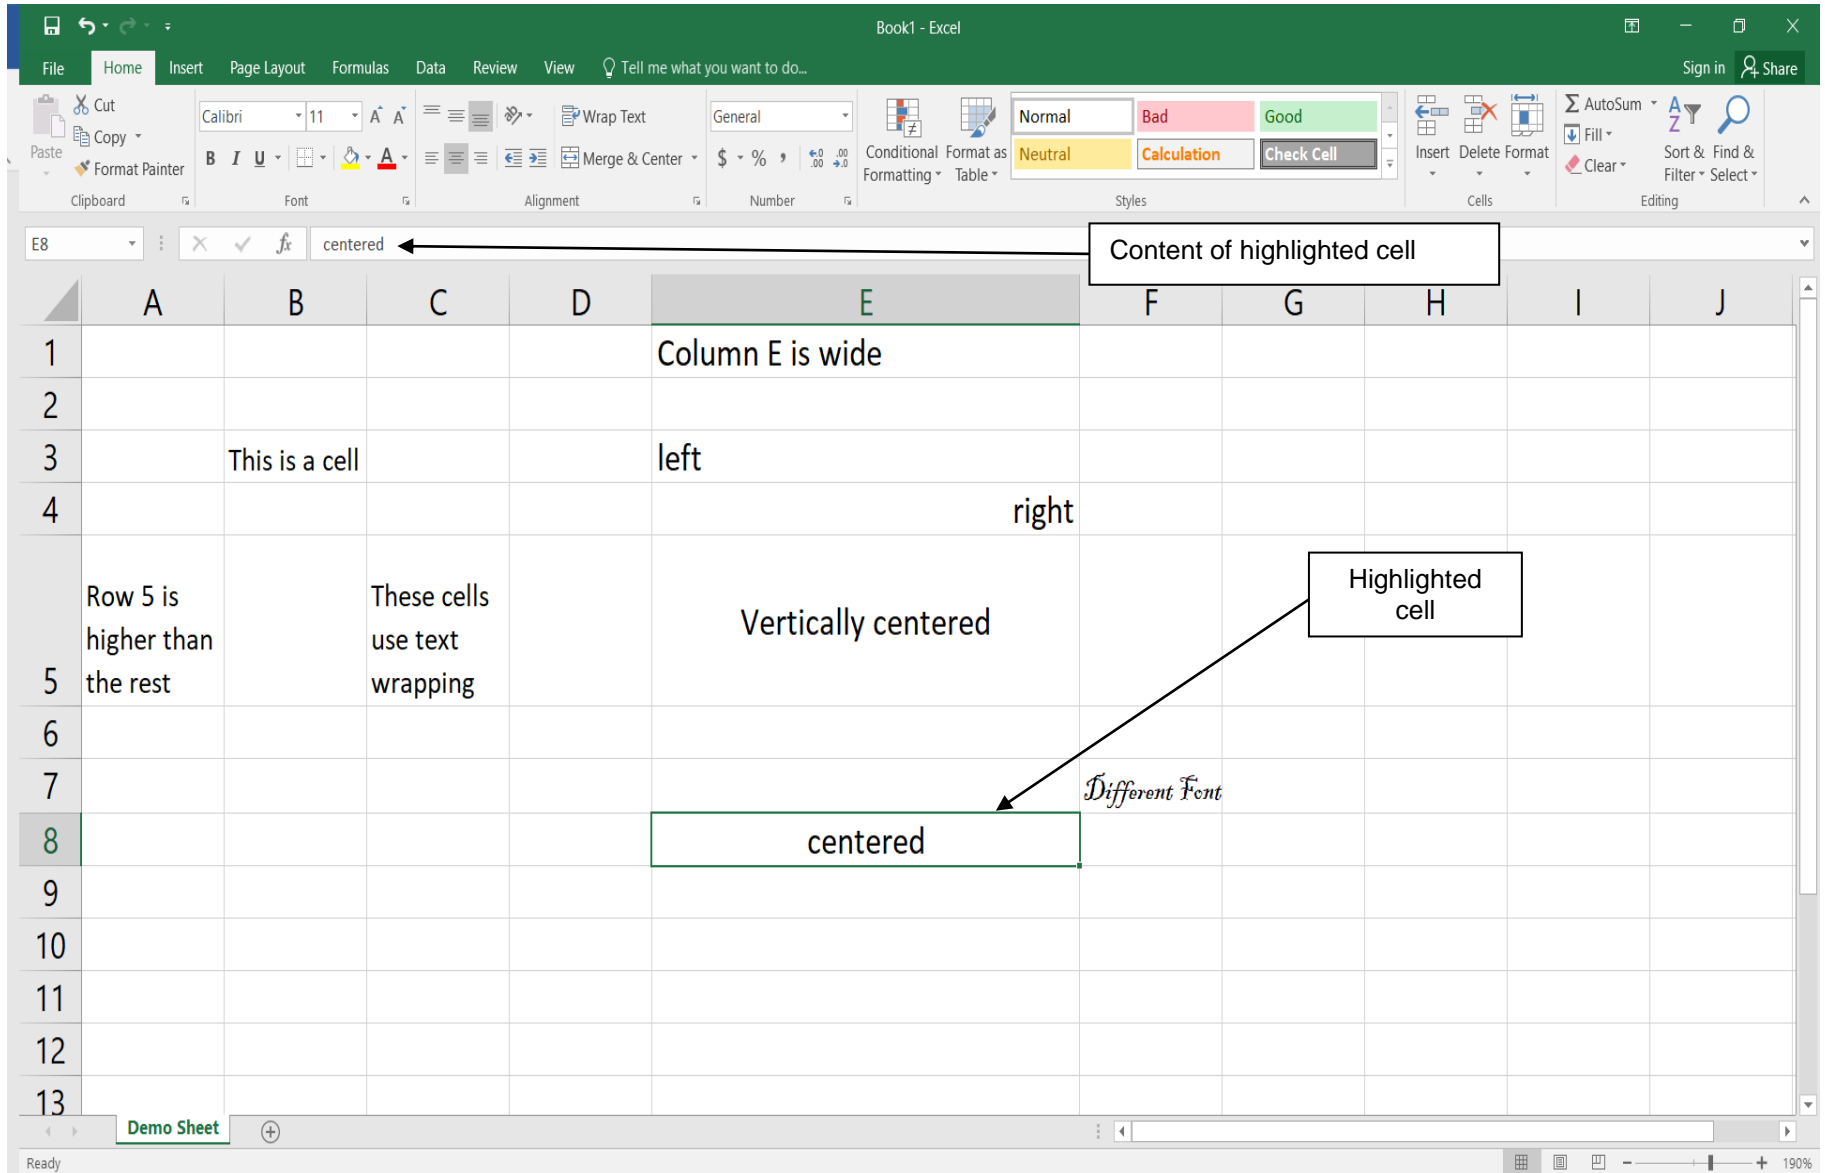 Book1 - Excel
File Home Insert Page Layout Formulas Data Review View Tell me what you want to do... Sign in Share
Cut
Copy
Paste
Format Painter
Clipboard
Calibri 11 A A
B I U A
Font
Wrap Text
Merge & Center
Alignment
General
$ % , .0 .00 .00 .0
Number
Conditional Formatting
Format as Table
Normal Bad Good
Neutral Calculation Check Cell
Styles
Insert Delete Format
Cells
Σ AutoSum
Fill
Clear
A Z
Sort & Filter
Find & Select
Editing
E8 fx centered
Content of highlighted cell
A B C D E F G H I J
1 Column E is wide
2
3 This is a cell left
4 right
Highlighted
cell
Row 5 is These cells
higher than use text Vertically centered
5 the rest wrapping
6
7 Different Font
8 centered
9
10
11
12
13
Demo Sheet
Ready 190%